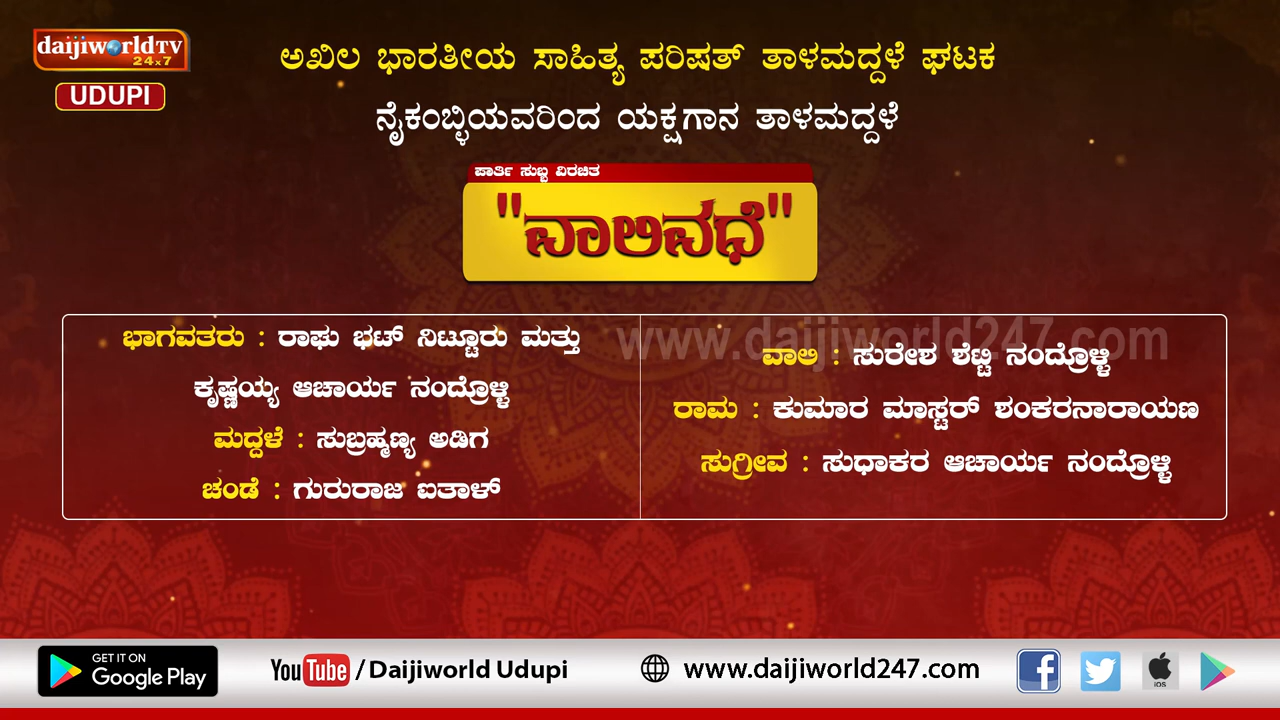 daijiworldTV
24x7
UDUPI
ಅಖಿಲ ಭಾರತೀಯ ಸಾಹಿತ್ಯ ಪರಿಷತ್ ತಾಳಮದ್ದಳೆ ಘಟಕ
ನೈಕಂಬ್ಳಿಯವರಿಂದ ಯಕ್ಷಗಾನ ತಾಳಮದ್ದಳೆ
ಪಾರ್ತಿ ಸುಬ್ಬ ವಿರಚಿತ
"ವಾಲಿವಧೆ"
ಭಾಗವತರು : ರಾಘು ಭಟ್ ನಿಟ್ಟೂರು ಮತ್ತು
ಕೃಷ್ಣಯ್ಯ ಆಚಾರ್ಯ ನಂದ್ರೊಳ್ಳಿ
ಮದ್ದಳೆ : ಸುಬ್ರಹ್ಮಣ್ಯ ಅಡಿಗ
ಚಂಡೆ : ಗುರುರಾಜ ಐತಾಳ್
www.daijiworld247.com
ವಾಲಿ : ಸುರೇಶ ಶೆಟ್ಟಿ ನಂದ್ರೊಳ್ಳಿ
ರಾಮ : ಕುಮಾರ ಮಾಸ್ಟರ್ ಶಂಕರನಾರಾಯಣ
ಸುಗ್ರೀವ : ಸುಧಾಕರ ಆಚಾರ್ಯ ನಂದ್ರೊಳ್ಳಿ
GET IT ON
Google Play
YouTube / Daijiworld Udupi
www.daijiworld247.com
iOS